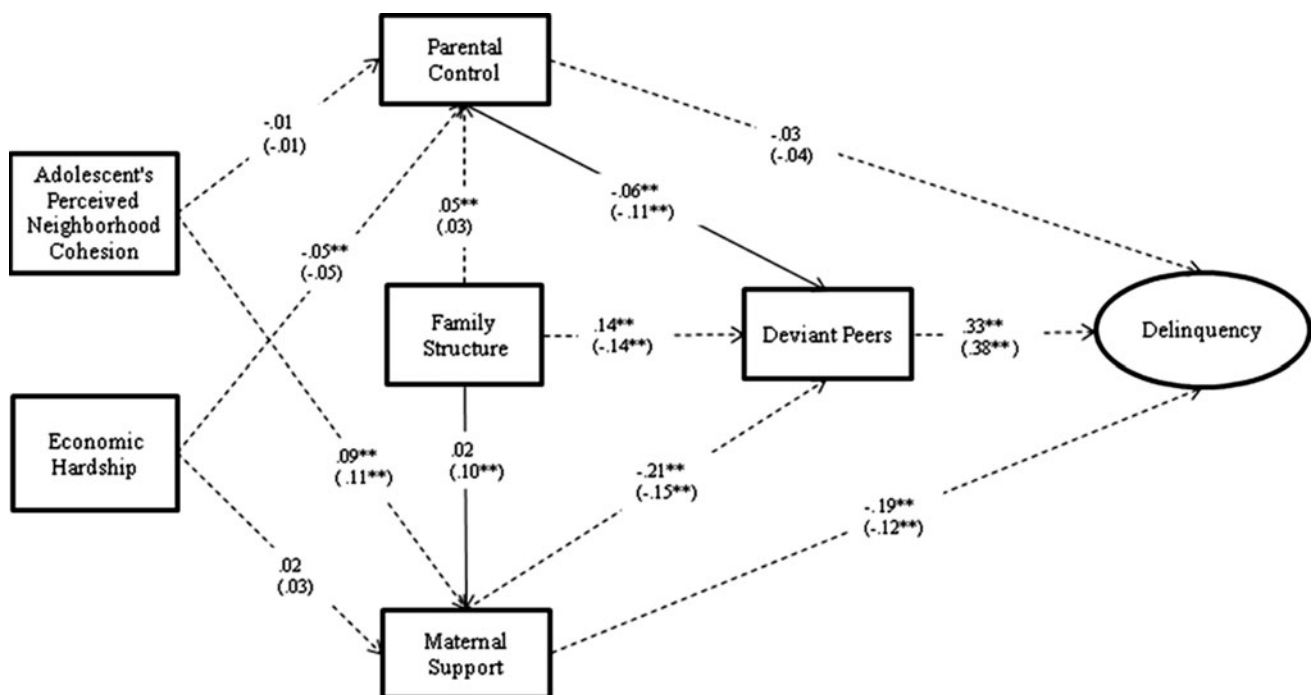 Parental
Control
-.01
(-.01)
-.03
(-.04)
Adolescent's
Perceived
Neighborhood
Cohesion
-.06**
(-.11**)
.05**
(.03)
-.05**
(-.05)
Family
Structure
.14**
(-.14**)
Deviant Peers
.33**
(.38**)
Delinquency
Economic
Hardship
.09**
(.11**)
.02
(.10**)
-.21**
(-.15**)
-.19**
(-.12**)
.02
(.03)
Maternal
Support